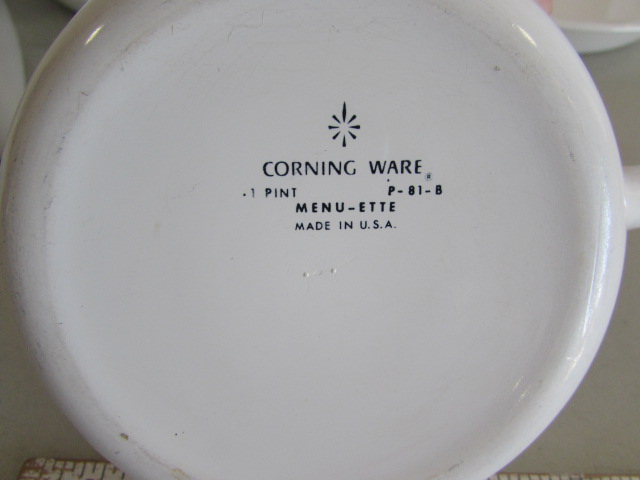 CORNING WARE®
1 PINT P-81-B
MENU-ETTE
MADE IN U.S.A.